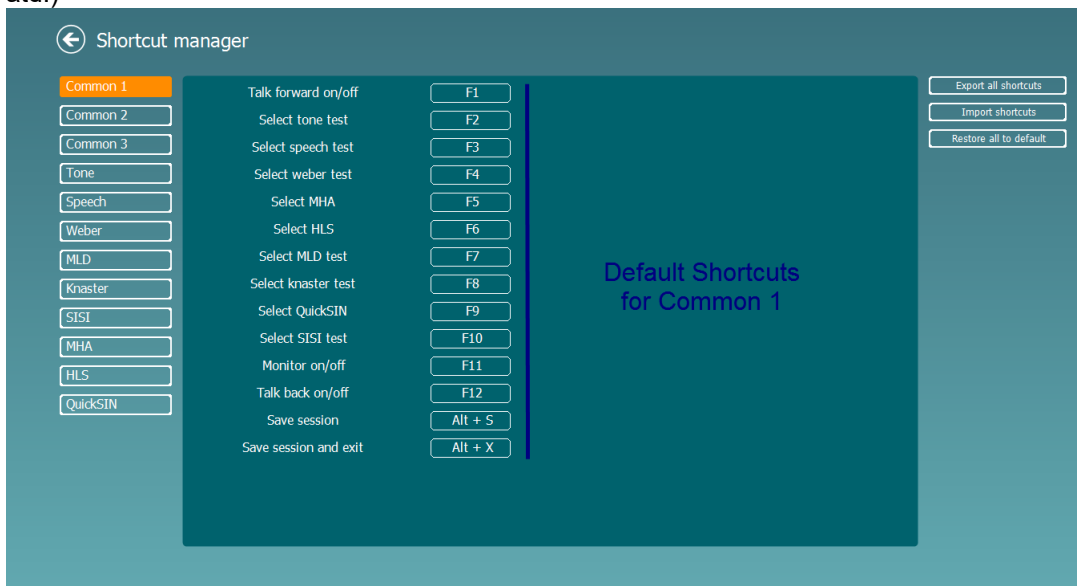 Shortcut manager
Common 1
Common 2
Common 3
Tone
Speech
Weber
MLD
Knaster
SISI
MHA
HLS
QuickSIN
Talk forward on/off F1
Select tone test F2
Select speech test F3
Select weber test F4
Select MHA F5
Select HLS F6
Select MLD test F7
Select knaster test F8
Select QuickSIN F9
Select SISI test F10
Monitor on/off F11
Talk back on/off F12
Save session Alt + S
Save session and exit Alt + X
Default Shortcuts
for Common 1
Export all shortcuts
Import shortcuts
Restore all to default